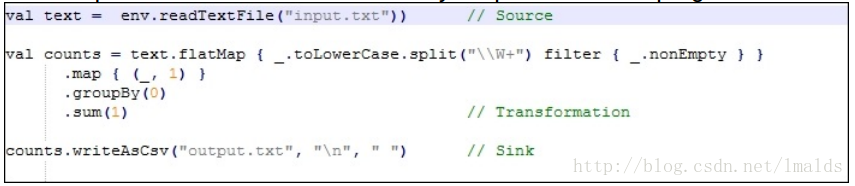 val text =  env.readTextFile("input.txt"))      // Source
val counts = text.flatMap { _.toLowerCase.split("\\W+") filter { _.nonEmpty } }
.map { (_, 1) }
.groupBy(0)
.sum(1)                                // Transformation
counts.writeAsCsv("output.txt", "\n", " ")      // Sink
http://blog.csdn.net/lmalds